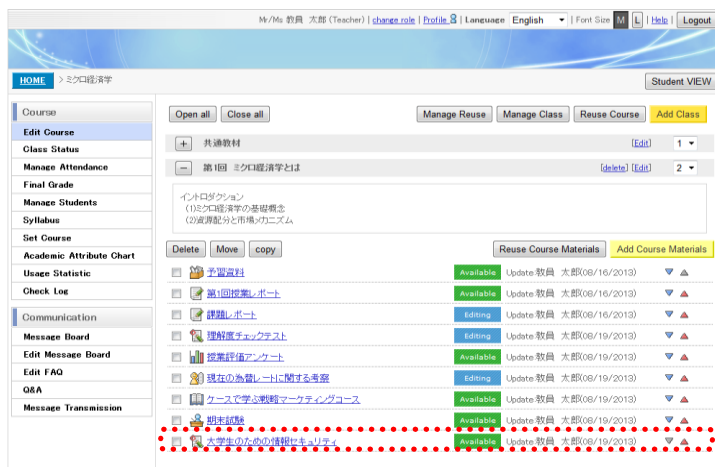 Mr/Ms 教員 太郎 (Teacher) | change role | Profile | Language English ▼ | Font Size M L | Help | Logout
HOME > ミクロ経済学 Student VIEW
Course
Edit Course
Class Status
Manage Attendance
Final Grade
Manage Students
Syllabus
Set Course
Academic Attribute Chart
Usage Statistic
Check Log
Communication
Message Board
Edit Message Board
Edit FAQ
Q&A
Message Transmission
Open all Close all Manage Reuse Manage Class Reuse Course Add Class
+ 共通教材 [Edit] 1 ▼
− 第1回 ミクロ経済学とは [delete] [Edit] 2 ▼
イントロダクション
(1)ミクロ経済学の基礎概念
(2)資源配分と市場メカニズム
Delete Move copy Reuse Course Materials Add Course Materials
予習資料 Available Update:教員 太郎(08/16/2013) ▼ ▲
第1回授業レポート Available Update:教員 太郎(08/16/2013) ▼ ▲
課題レポート Editing Update:教員 太郎(08/16/2013) ▼ ▲
理解度チェックテスト Editing Update:教員 太郎(08/19/2013) ▼ ▲
授業評価アンケート Available Update:教員 太郎(08/19/2013) ▼ ▲
現在の為替レートに関する考察 Editing Update:教員 太郎(08/19/2013) ▼ ▲
ケースで学ぶ戦略マーケティングコース Available Update:教員 太郎(08/19/2013) ▼ ▲
期末試験 Available Update:教員 太郎(08/19/2013) ▼ ▲
大学生のための情報セキュリティ Available Update:教員 太郎(08/19/2013) ▼ ▲